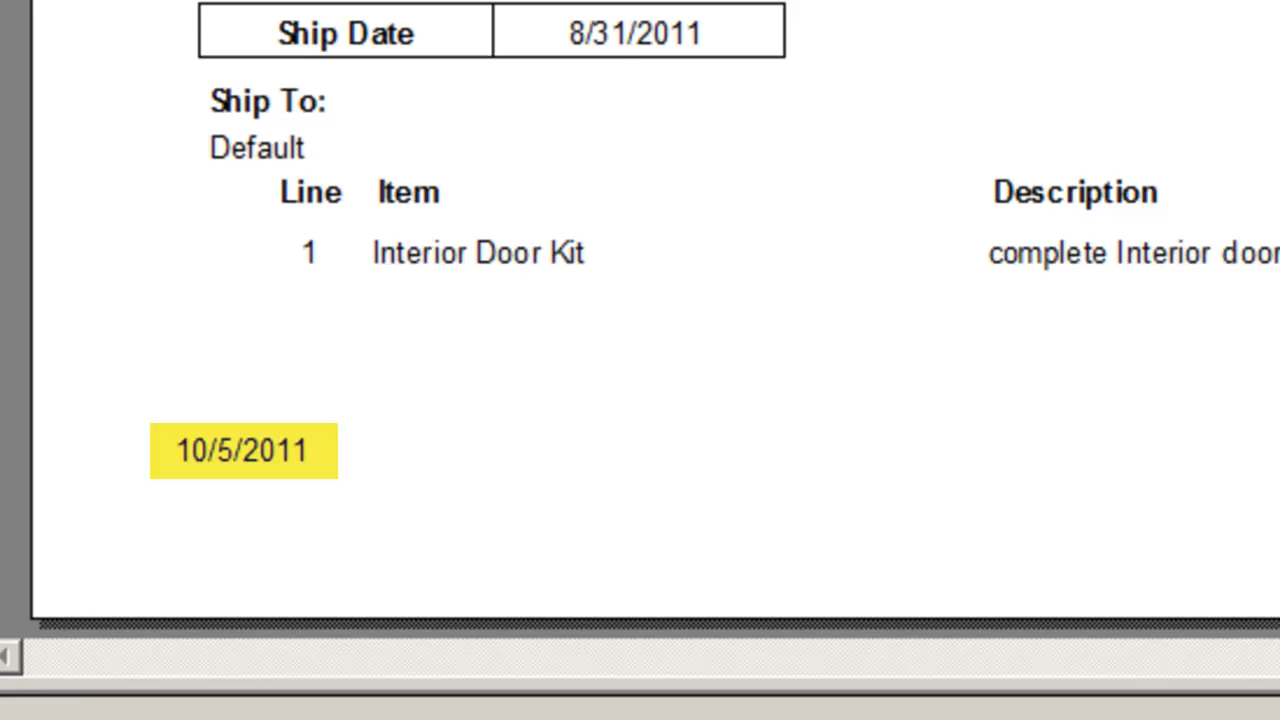 Ship Date 8/31/2011
Ship To:
Default
Line Item Description
1 Interior Door Kit complete Interior door
10/5/2011